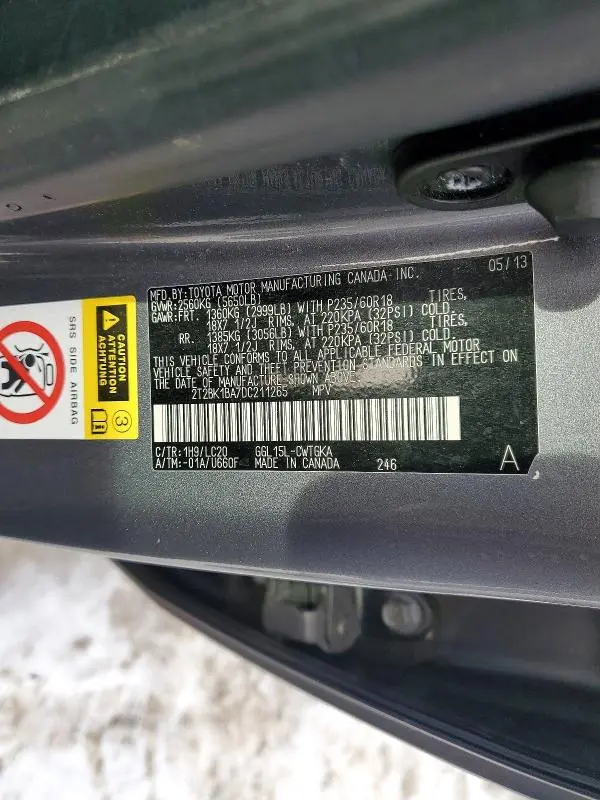 MFD.BY:TOYOTA MOTOR MANUFACTURING CANADA INC. 05/13
GVWR:2560KG (5650LB)
GAWR:FRT. 1360KG (2999LB) WITH P235/60R18 TIRES,
18X7 1/2J RIMS, AT 220KPA (32PSI) COLD
RR. 1385KG (3056LB) WITH P235/60R18 TIRES,
18X7 1/2J RIMS, AT 220KPA (32PSI) COLD.
THIS VEHICLE CONFORMS TO ALL APPLICABLE FEDERAL MOTOR
VEHICLE SAFETY AND THEFT PREVENTION STANDARDS IN EFFECT ON
THE DATE OF MANUFACTURE SHOWN ABOVE.
2T2BK1BA7DC211265 MPV
C/TR:1H9/LC20 GGL15L-CWTGKA
A/TM:-01A/U660F MADE IN CANADA 246 A
SRS SIDE AIRBAG
CAUTION
ATTENTION
ACHTUNG
3